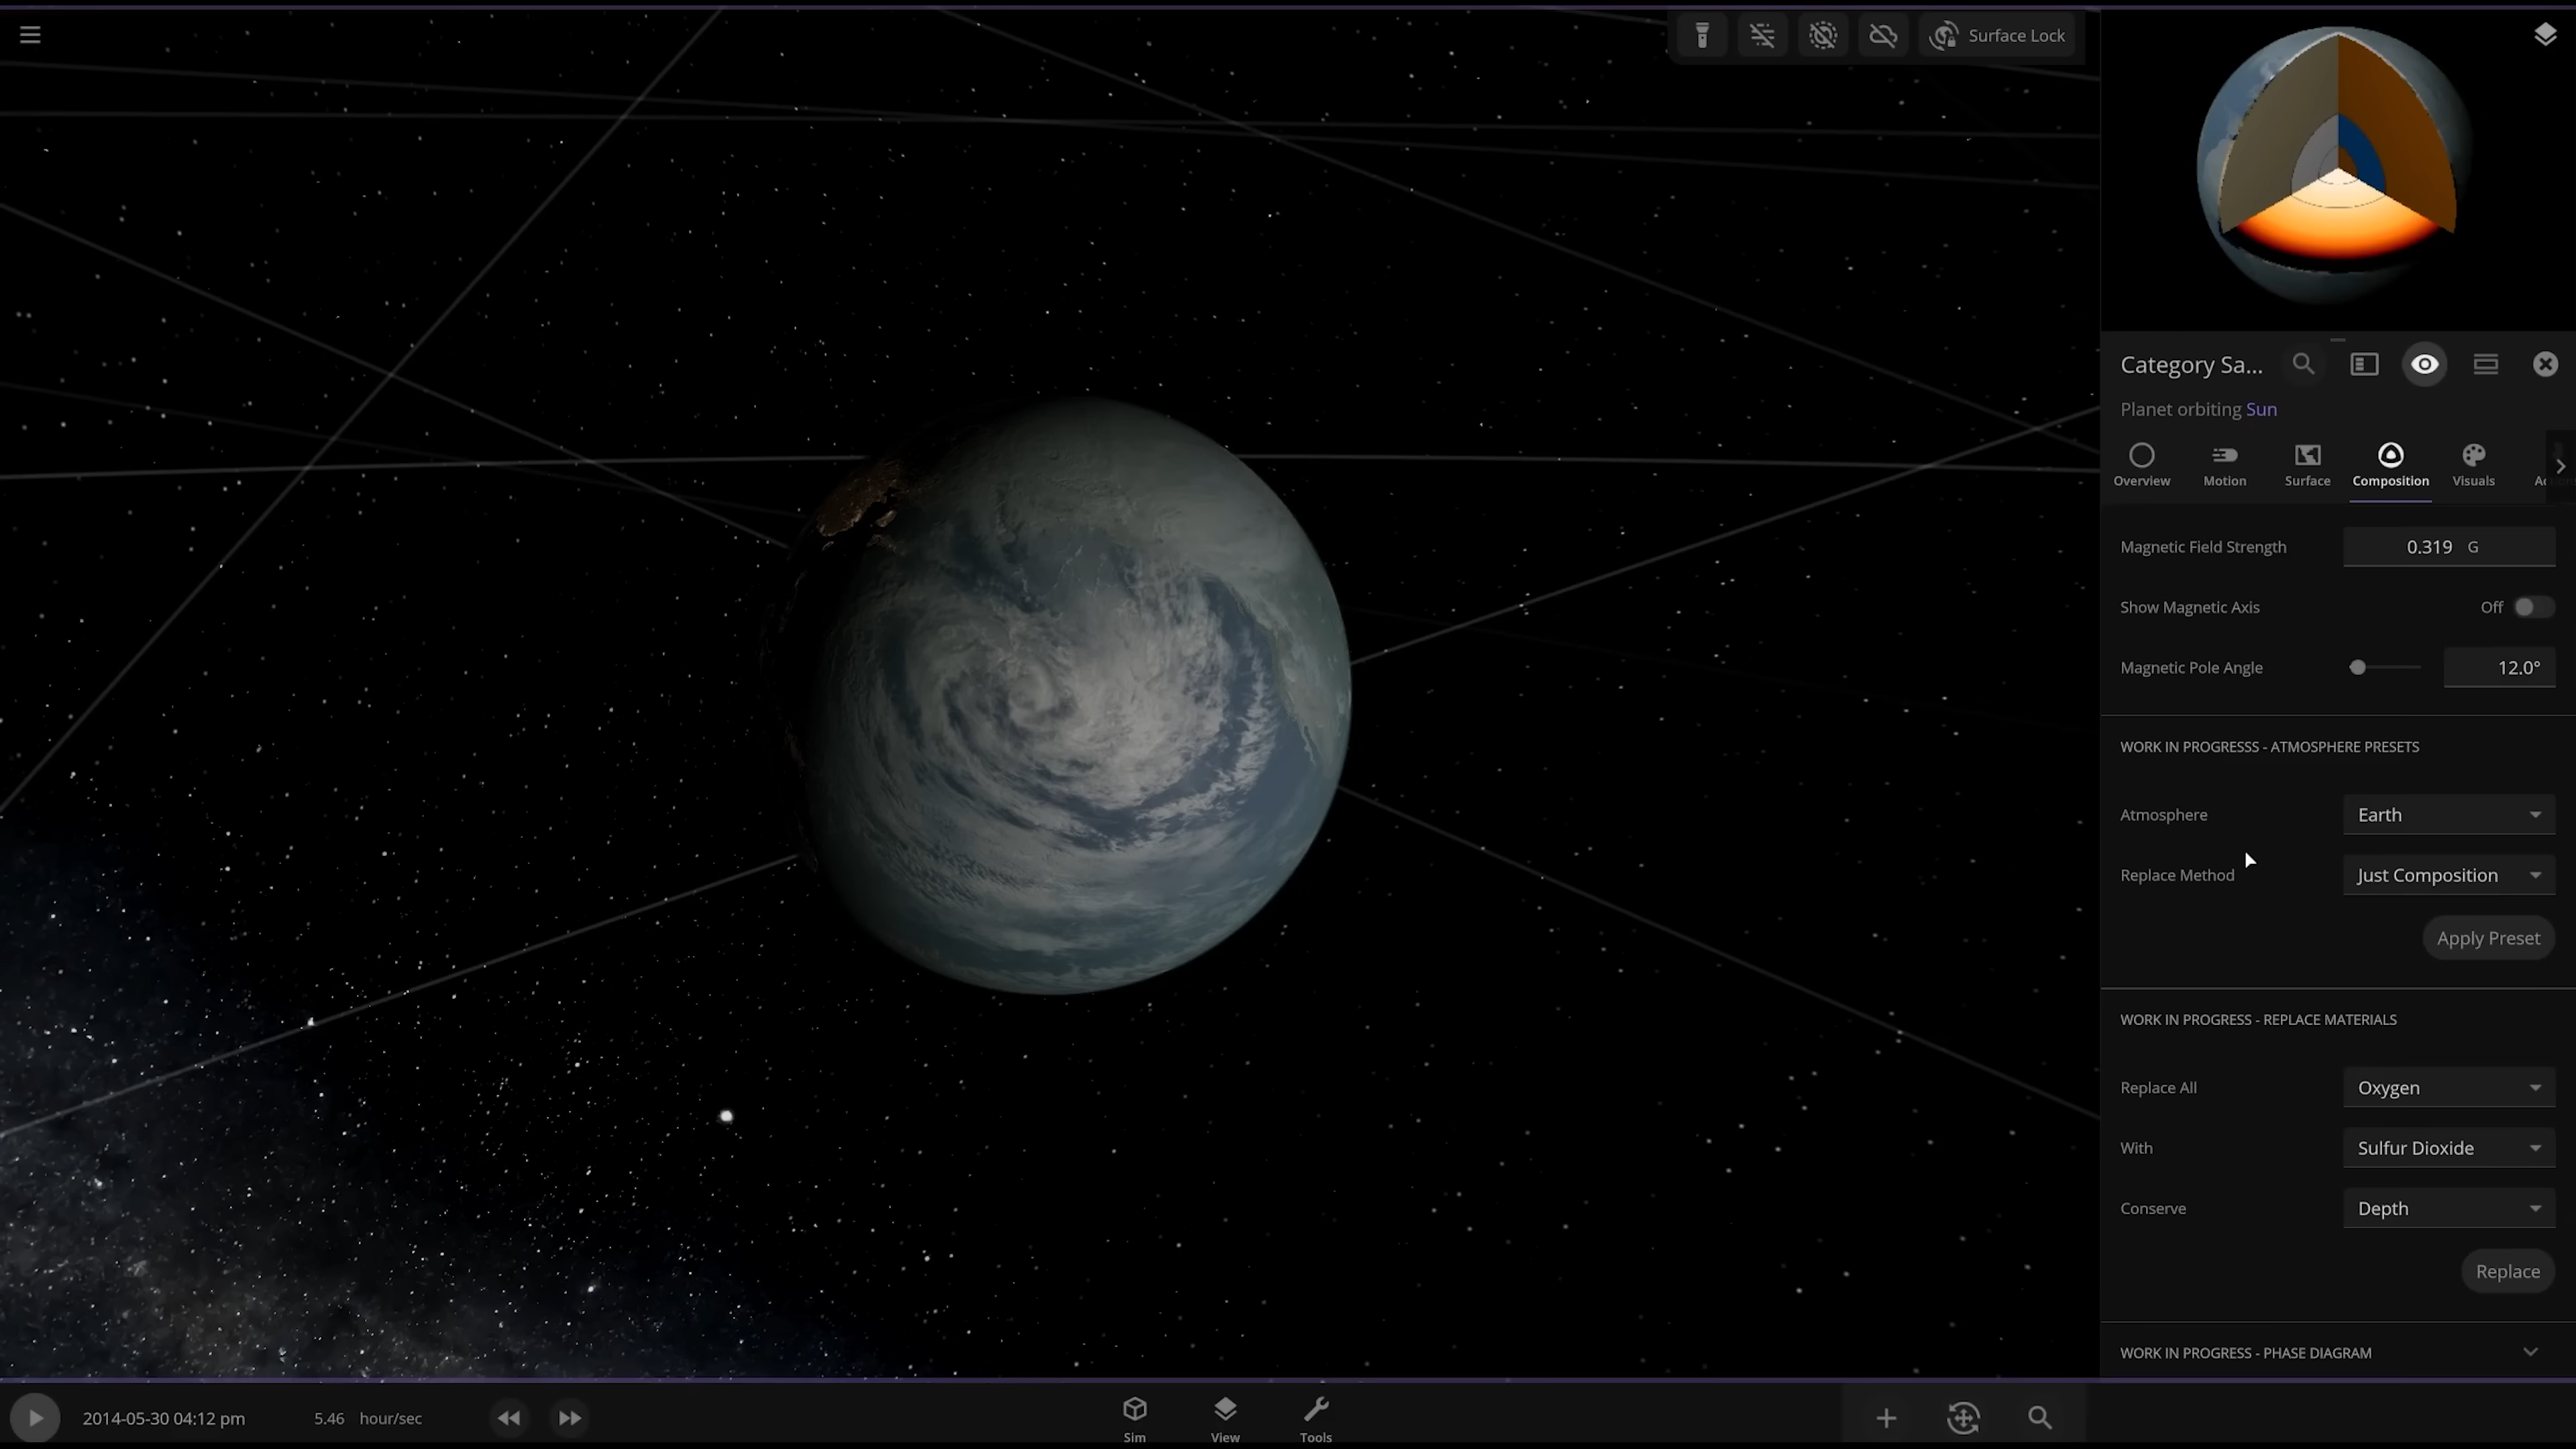 Surface Lock
Category Sa...
Planet orbiting Sun
Overview
Motion
Surface
Composition
Visuals
Magnetic Field Strength 0.319 G
Show Magnetic Axis Off
Magnetic Pole Angle 12.0°
WORK IN PROGRESSS - ATMOSPHERE PRESETS
Atmosphere Earth
Replace Method Just Composition
Apply Preset
WORK IN PROGRESS - REPLACE MATERIALS
Replace All Oxygen
With Sulfur Dioxide
Conserve Depth
Replace
WORK IN PROGRESS - PHASE DIAGRAM
2014-05-30 04:12 pm 5.46 hour/sec
Sim
View
Tools